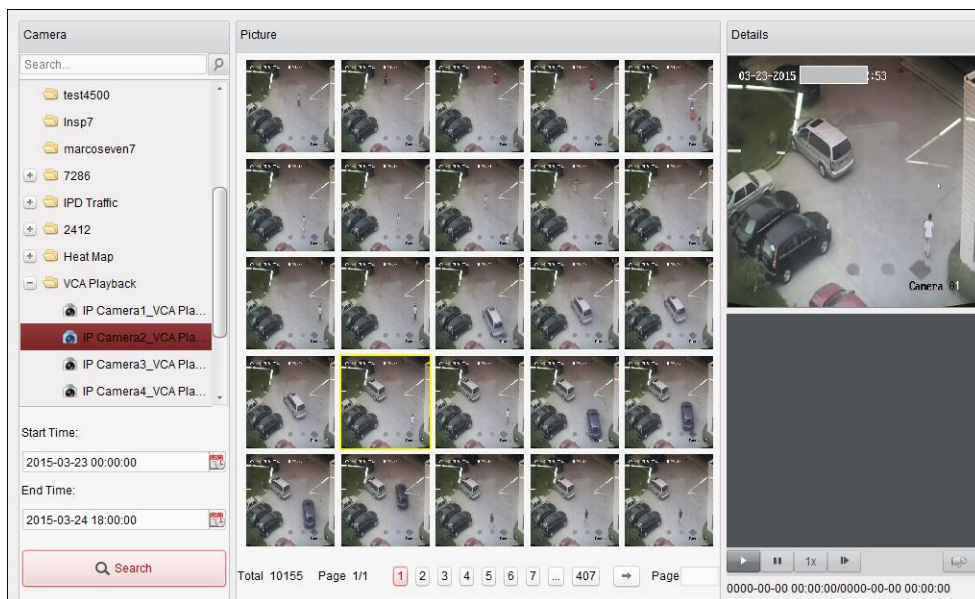 Camera
Search...
test4500
Insp7
marcoseven7
7286
IPD Traffic
2412
Heat Map
VCA Playback
IP Camera1_VCA Pla...
IP Camera2_VCA Pla...
IP Camera3_VCA Pla...
IP Camera4_VCA Pla...
Start Time:
2015-03-23 00:00:00
End Time:
2015-03-24 18:00:00
Search
Picture
Total 10155 Page 1/1 1 2 3 4 5 6 7 ... 407 Page
Details
03-23-2015 :53
Camera 01
1x
0000-00-00 00:00:00/0000-00-00 00:00:00